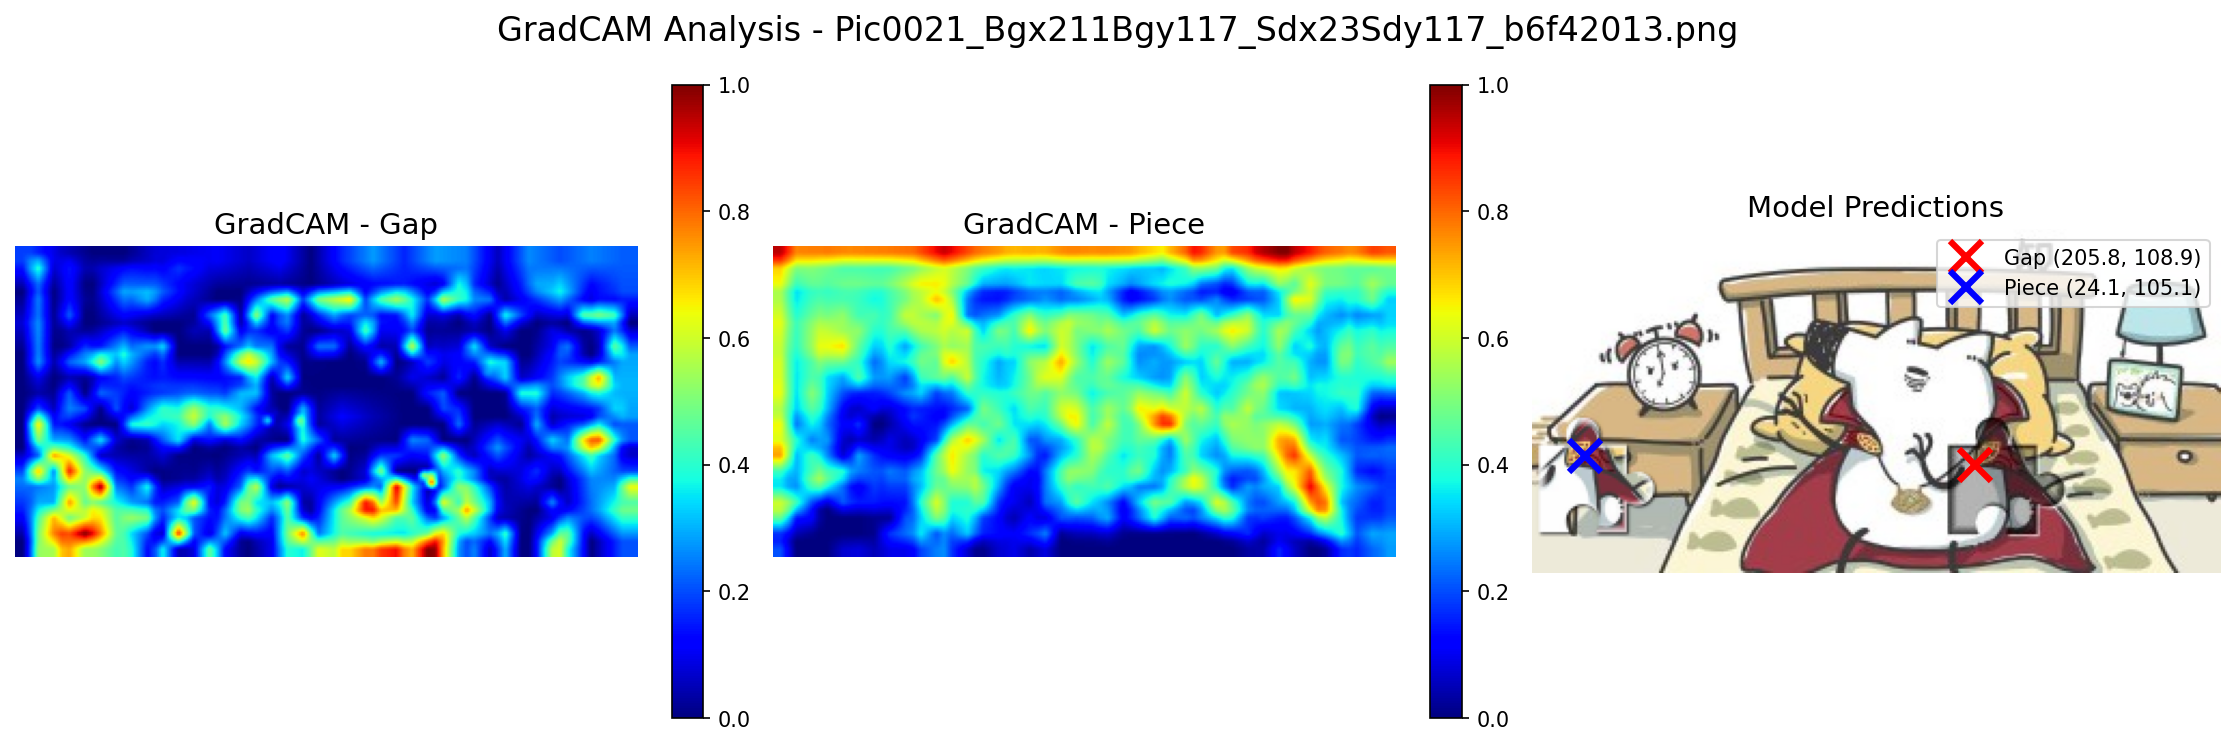 GradCAM Analysis - Pic0021_Bgx211Bgy117_Sdx23Sdy117_b6f42013.png
GradCAM - Gap
1.0
0.8
0.6
0.4
0.2
0.0
GradCAM - Piece
1.0
0.8
0.6
0.4
0.2
0.0
Model Predictions
Gap (205.8, 108.9)
Piece (24.1, 105.1)